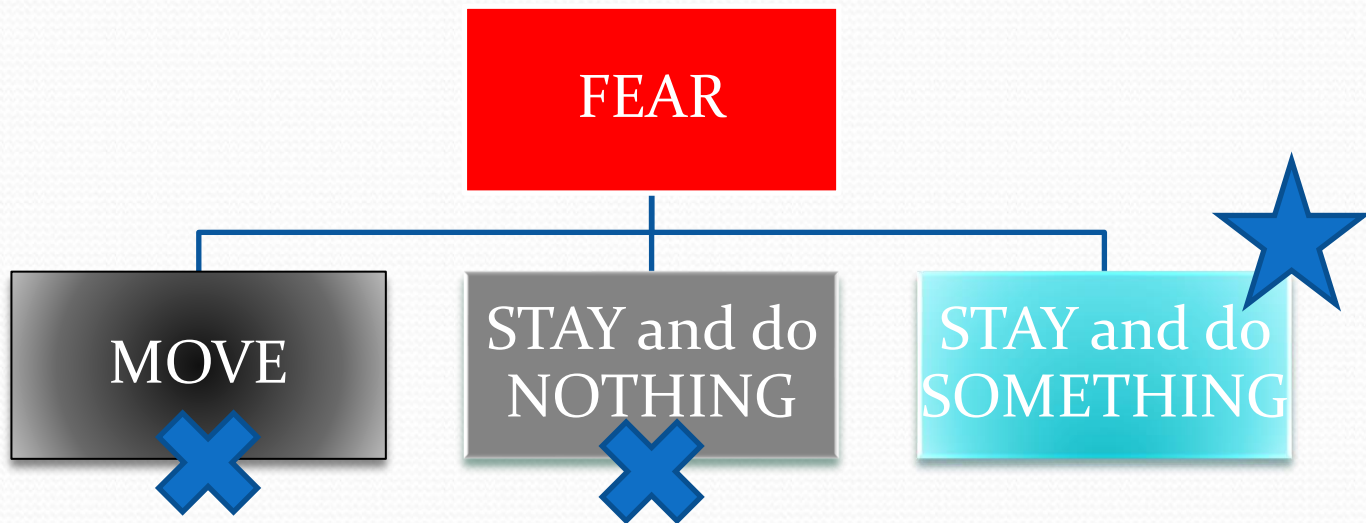 FEAR
MOVE
STAY and do
NOTHING
STAY and do
SOMETHING